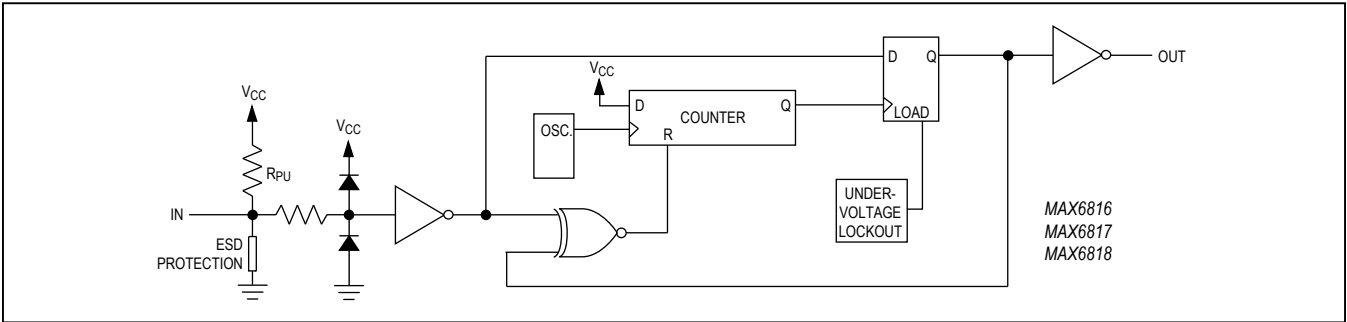 VCC
RPU
IN
ESD
PROTECTION
VCC
OSC.
VCC
D
COUNTER
Q
R
D
Q
LOAD
UNDER-
VOLTAGE
LOCKOUT
OUT
MAX6816
MAX6817
MAX6818